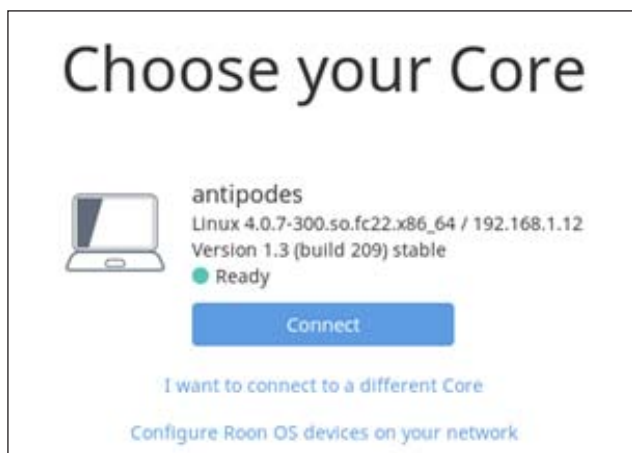 Choose your Core
antipodes
Linux 4.0.7-300.so.fc22.x86_64 / 192.168.1.12
Version 1.3 (build 209) stable
Ready
Connect
I want to connect to a different Core
Configure Roon OS devices on your network